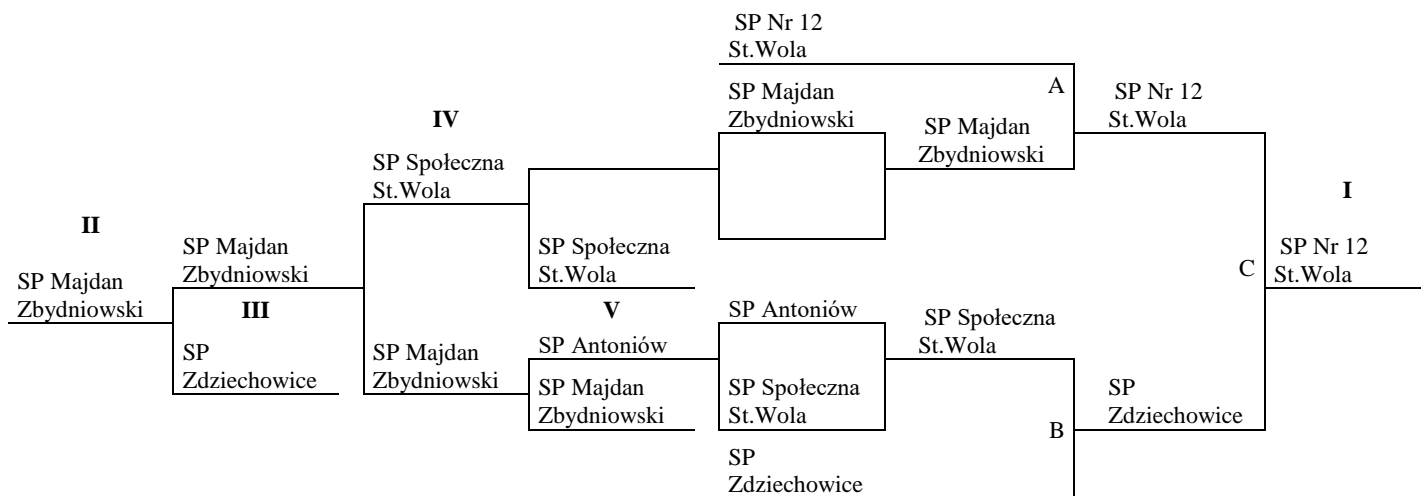 SP Nr 12
St.Wola
A
SP Majdan
Zbydniowski
SP Nr 12
St.Wola
IV
SP Majdan
Zbydniowski
SP Społeczna
St.Wola
I
II
SP Majdan
Zbydniowski
SP Społeczna
St.Wola
SP Nr 12
St.Wola
C
SP Majdan
Zbydniowski
III
V
SP Antoniów
SP Społeczna
St.Wola
SP
Zdziechowice
SP Majdan
Zbydniowski
SP Antoniów
SP Majdan
Zbydniowski
SP Społeczna
St.Wola
SP
Zdziechowice
B
SP
Zdziechowice